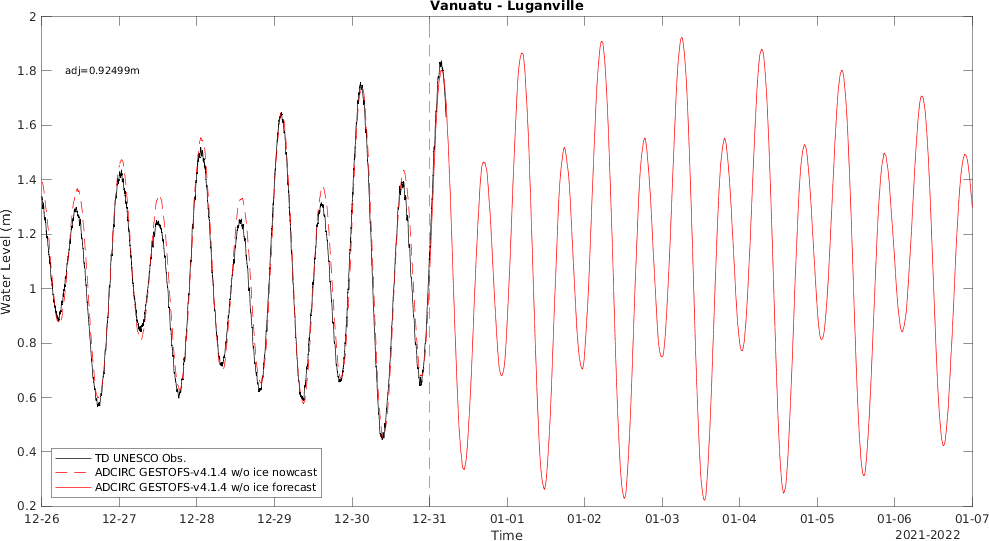 Vanuatu - Luganville
2
1.8
1.6
1.4
1.2
1
0.8
0.6
0.4
0.2
Water Level (m)
adj=0.92499m
TD UNESCO Obs.
ADCIRC GESTOFS-v4.1.4 w/o ice nowcast
ADCIRC GESTOFS-v4.1.4 w/o ice forecast
12-26 12-27 12-28 12-29 12-30 12-31 01-01 01-02 01-03 01-04 01-05 01-06 01-07
Time
2021-2022